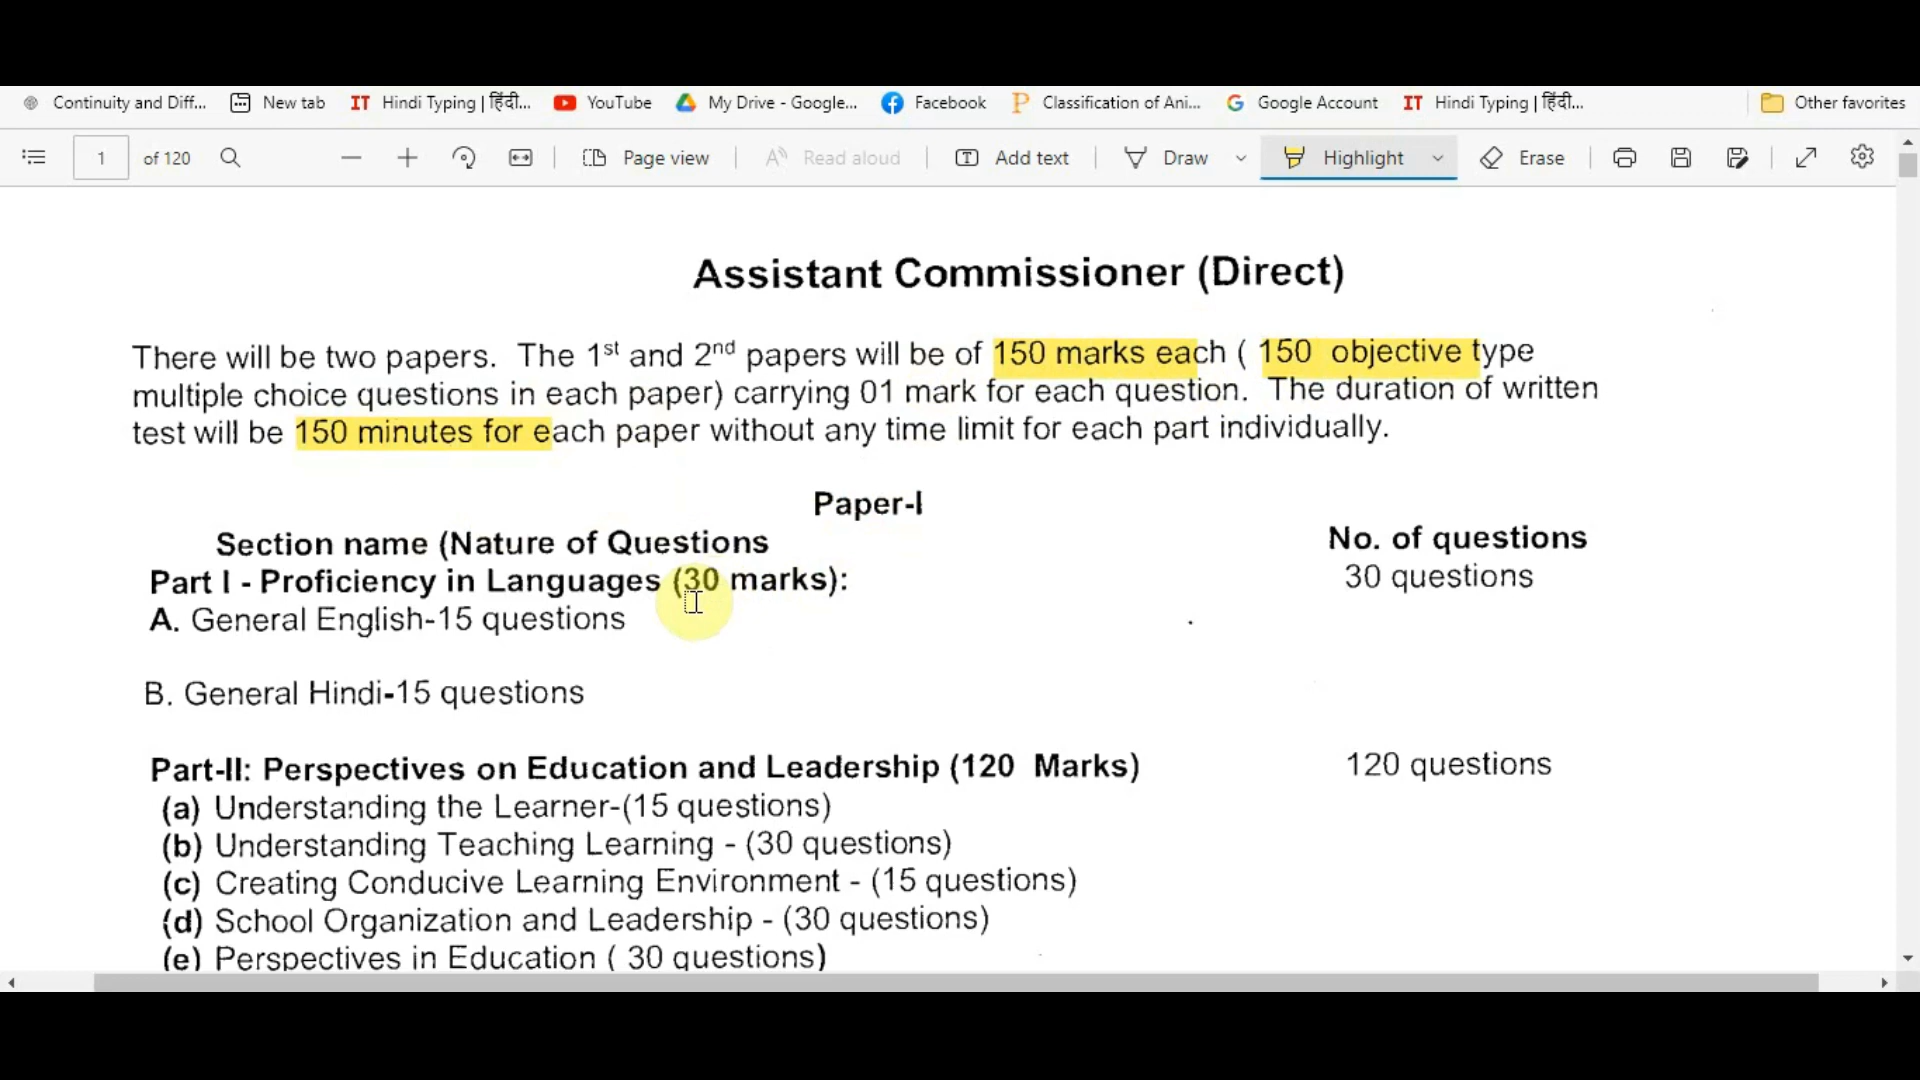 Continuity and Diff... New tab IT Hindi Typing | हिंदी... YouTube My Drive - Google... Facebook Classification of Ani... Google Account IT Hindi Typing | हिंदी... Other favorites
1 of 120 Page view Read aloud Add text Draw Highlight Erase
Assistant Commissioner (Direct)
There will be two papers. The 1st and 2nd papers will be of 150 marks each ( 150 objective type
multiple choice questions in each paper) carrying 01 mark for each question. The duration of written
test will be 150 minutes for each paper without any time limit for each part individually.
Paper-I
Section name (Nature of Questions No. of questions
Part I - Proficiency in Languages (30 marks): 30 questions
A. General English-15 questions
B. General Hindi-15 questions
Part-II: Perspectives on Education and Leadership (120 Marks) 120 questions
(a) Understanding the Learner-(15 questions)
(b) Understanding Teaching Learning - (30 questions)
(c) Creating Conducive Learning Environment - (15 questions)
(d) School Organization and Leadership - (30 questions)
(e) Perspectives in Education ( 30 questions)